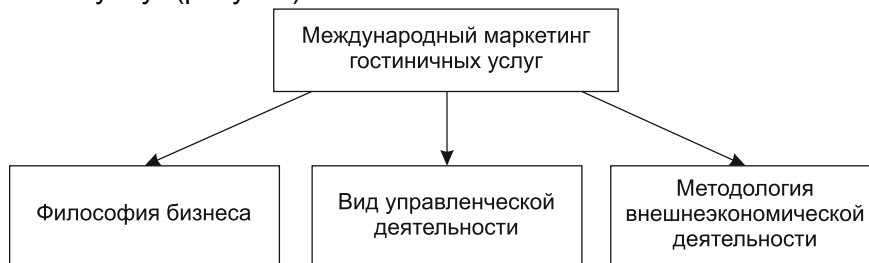 Международный маркетинг
гостиничных услуг
Философия бизнеса
Вид управленческой
деятельности
Методология
внешнеэкономической
деятельности